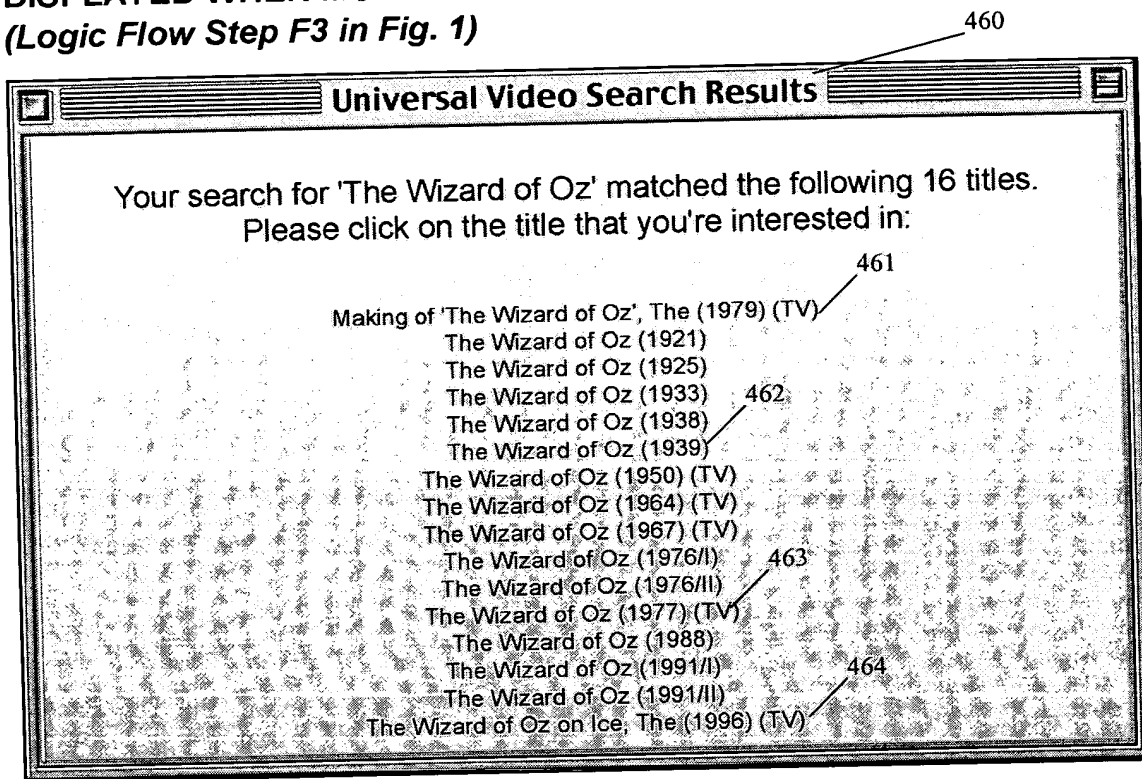 (Logic Flow Step F3 in Fig. 1)
460
Universal Video Search Results
Your search for 'The Wizard of Oz' matched the following 16 titles.
Please click on the title that you're interested in:
461
Making of 'The Wizard of Oz', The (1979) (TV)
The Wizard of Oz (1921)
The Wizard of Oz (1925)
The Wizard of Oz (1933)
462
The Wizard of Oz (1938)
The Wizard of Oz (1939)
The Wizard of Oz (1950) (TV)
The Wizard of Oz (1964) (TV)
The Wizard of Oz (1967) (TV)
The Wizard of Oz (1976/I)
463
The Wizard of Oz (1976/II)
The Wizard of Oz (1977) (TV)
The Wizard of Oz (1988)
The Wizard of Oz (1991/I)
464
The Wizard of Oz (1991/II)
The Wizard of Oz on Ice, The (1996) (TV)